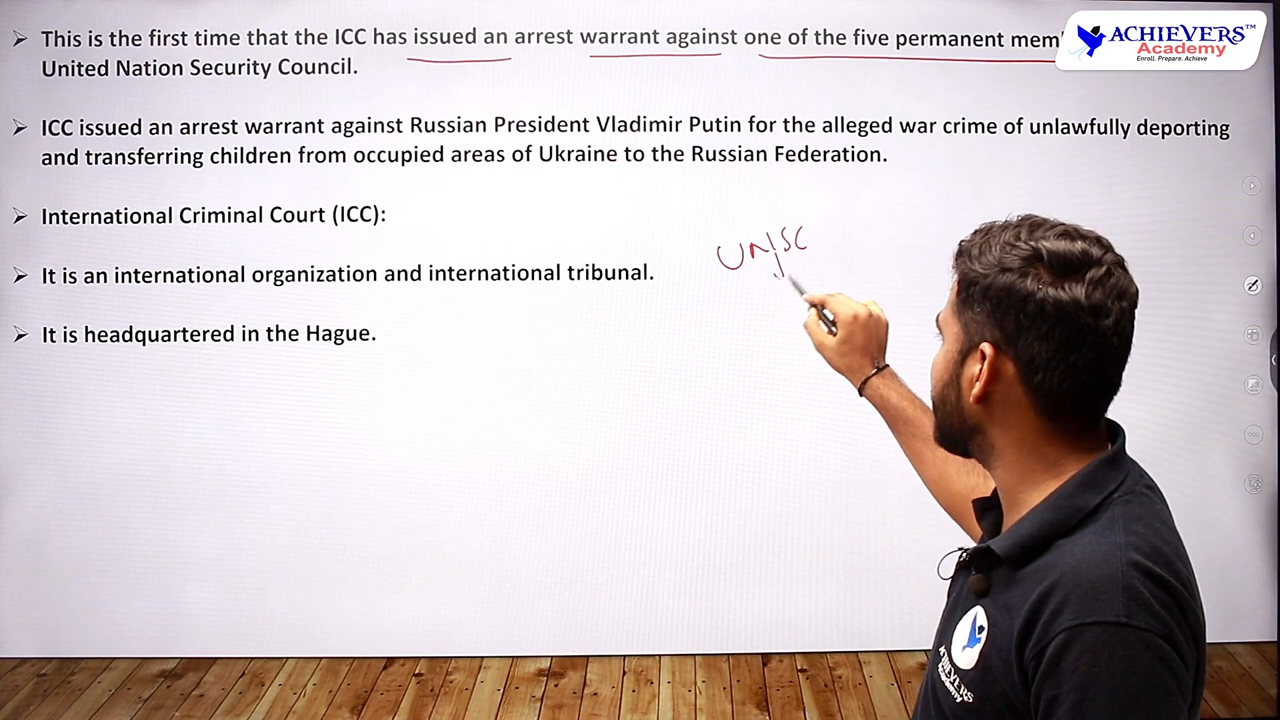 ➢ This is the first time that the ICC has issued an arrest warrant against one of the five permanent mem
United Nation Security Council.
➢ ICC issued an arrest warrant against Russian President Vladimir Putin for the alleged war crime of unlawfully deporting
and transferring children from occupied areas of Ukraine to the Russian Federation.
➢ International Criminal Court (ICC):
➢ It is an international organization and international tribunal.
➢ It is headquartered in the Hague.
UNSC
ACHIEVERS™
Academy
Enroll. Prepare. Achieve
ACHIEVERS
Academy